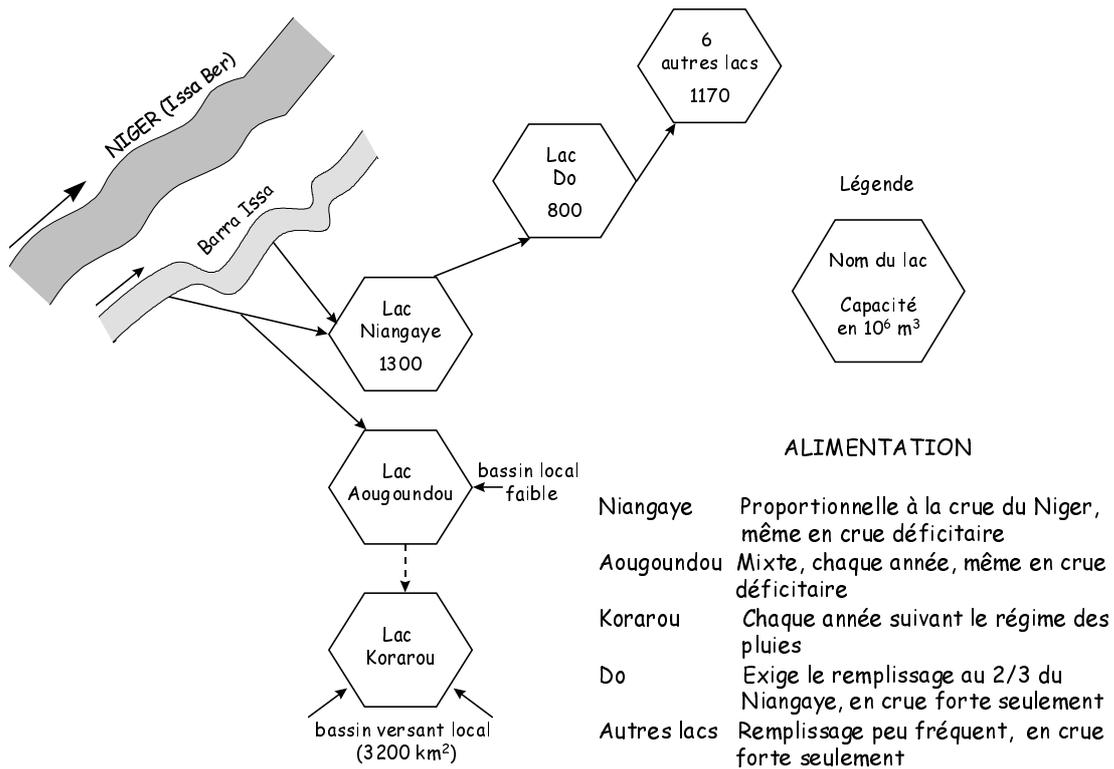 NIGER (Issa Ber)
Barra Issa
6
autres lacs
1170
Lac
Do
800
Lac
Niangaye
1300
Lac
Aougoundou
bassin local
faible
Lac
Korarou
bassin versant local
(3200 km²)
Légende
Nom du lac
Capacité
en 10⁶ m³
ALIMENTATION
Niangaye Proportionnelle à la crue du Niger,
même en crue déficitaire
Aougoundou Mixte, chaque année, même en crue
déficitaire
Korarou Chaque année suivant le régime des
pluies
Do Exige le remplissage au 2/3 du
Niangaye, en crue forte seulement
Autres lacs Remplissage peu fréquent, en crue
forte seulement